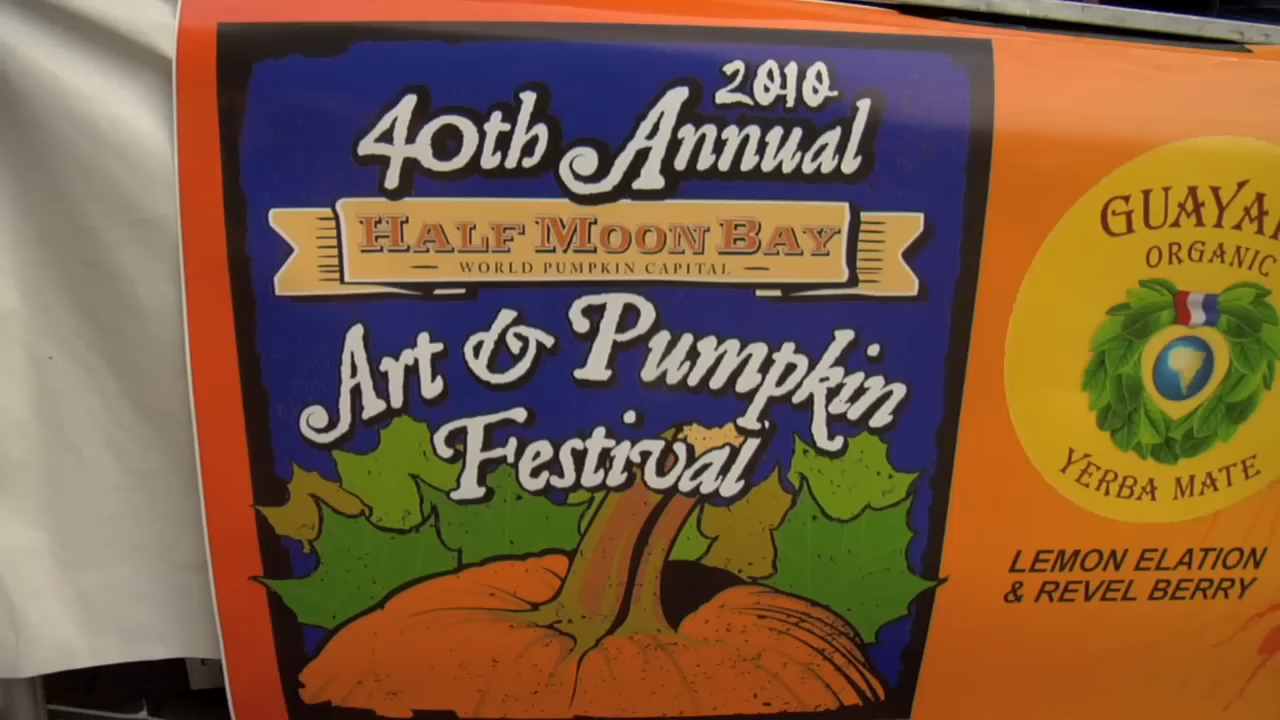 2010
40th Annual
HALF MOON BAY
WORLD PUMPKIN CAPITAL
Art & Pumpkin
Festival
ORGANIC
YERBA MATE
LEMON ELATION
& REVEL BERRY